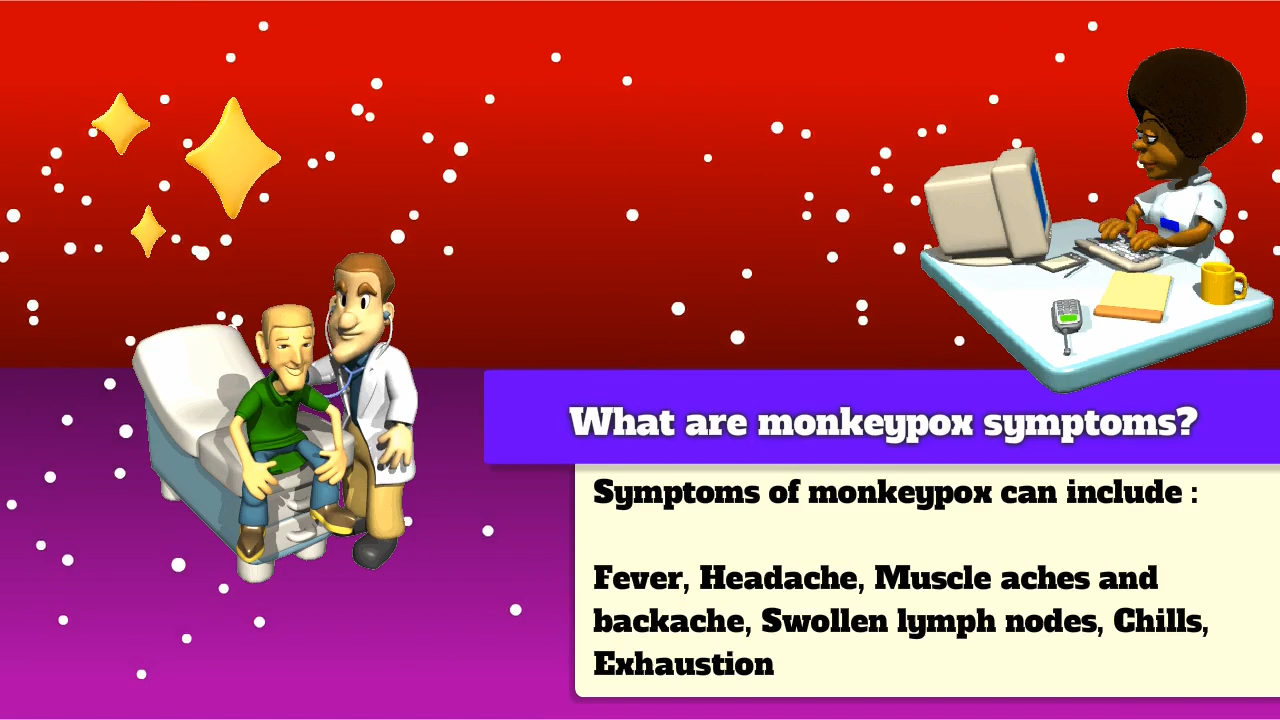 What are monkeypox symptoms?
Symptoms of monkeypox can include :
Fever, Headache, Muscle aches and
backache, Swollen lymph nodes, Chills,
Exhaustion